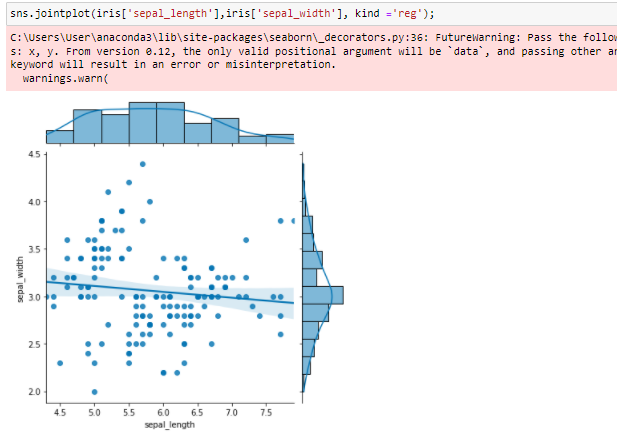 sns.jointplot(iris['sepal_length'],iris['sepal_width'], kind ='reg');
C:\Users\User\anaconda3\lib\site-packages\seaborn\_decorators.py:36: FutureWarning: Pass the follow
s: x, y. From version 0.12, the only valid positional argument will be `data`, and passing other ar
keyword will result in an error or misinterpretation.
warnings.warn(
4.5
4.0
3.5
3.0
2.5
2.0
sepal_width
4.5 5.0 5.5 6.0 6.5 7.0 7.5
sepal_length